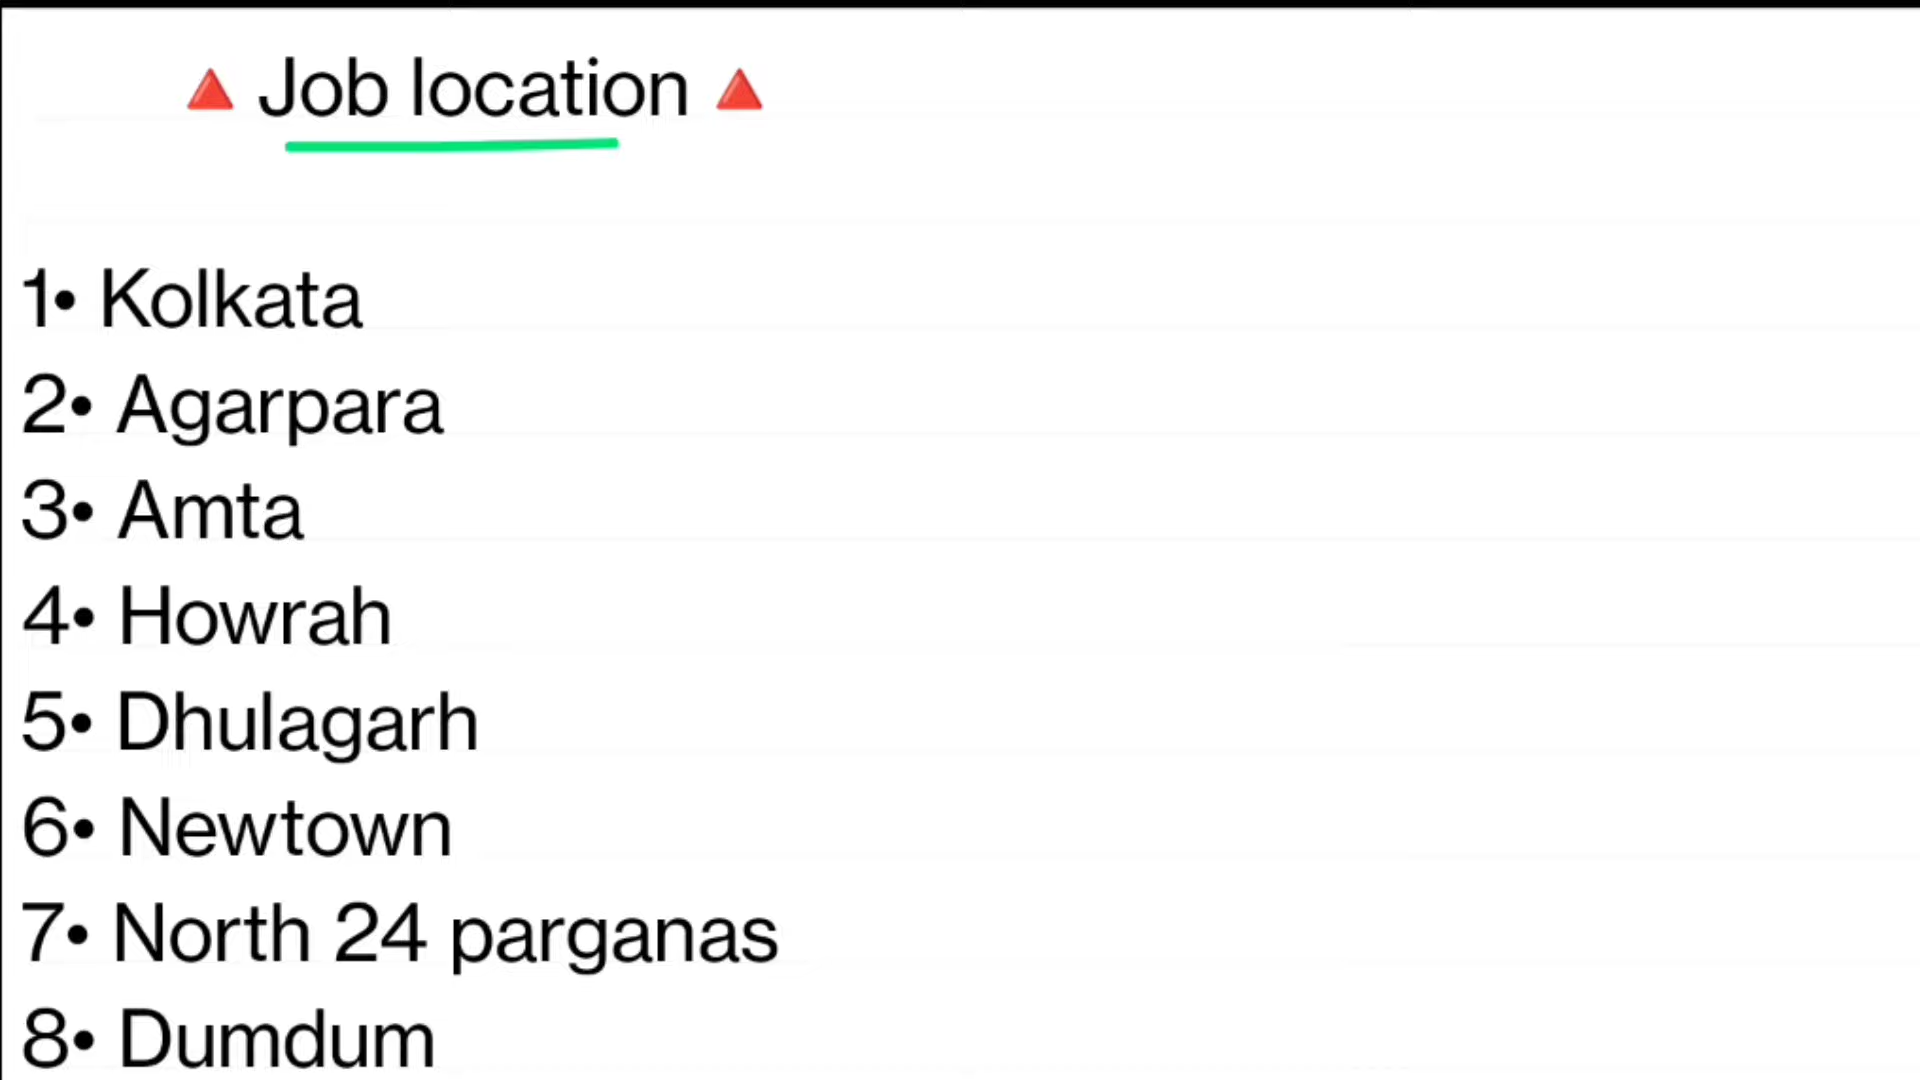 🔺 Job location 🔺
1• Kolkata
2• Agarpara
3• Amta
4• Howrah
5• Dhulagarh
6• Newtown
7• North 24 parganas
8• Dumdum